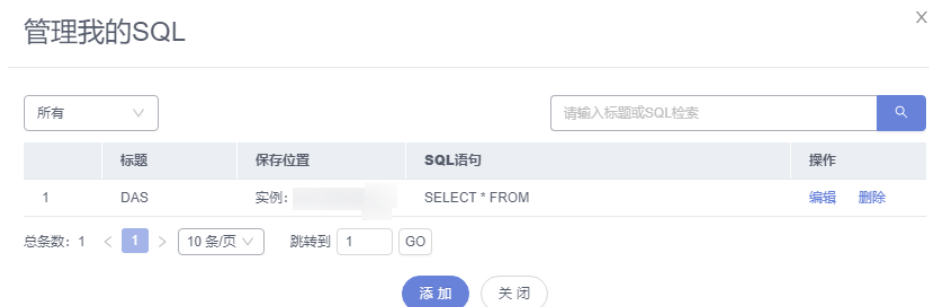 管理我的SQL
所有 请输入标题或SQL检索
标题 保存位置 SQL语句 操作
1 DAS 实例: SELECT * FROM 编辑 删除
总条数: 1 < 1 > 10 条/页 跳转到 1 GO
添加 关闭